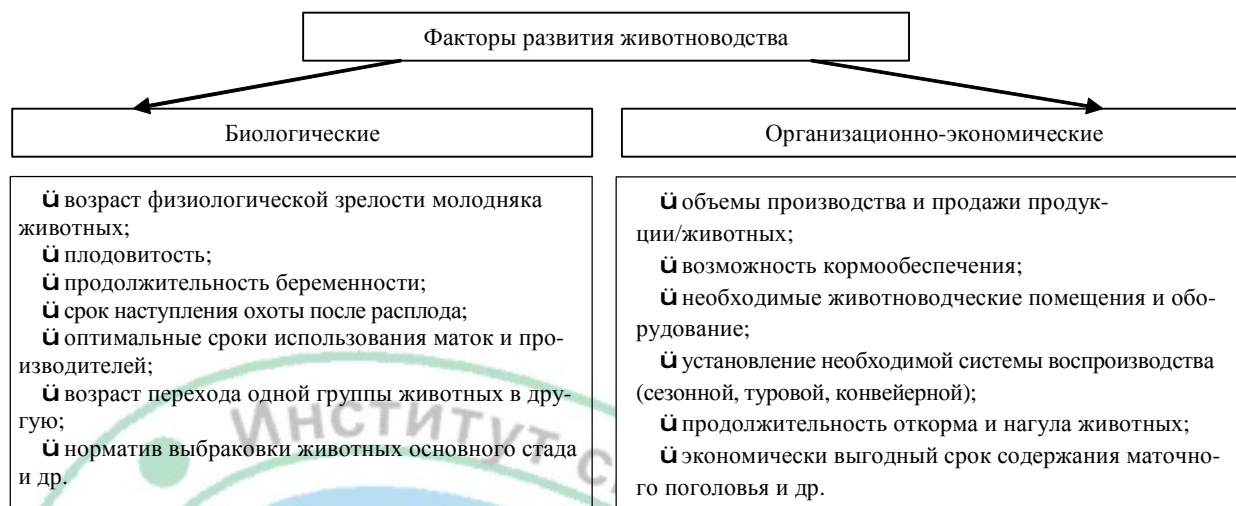 Факторы развития животноводства
Биологические
Организационно-экономические
ü возраст физиологической зрелости молодняка
животных;
ü плодовитость;
ü продолжительность беременности;
ü срок наступления охоты после расплода;
ü оптимальные сроки использования маток и про-
изводителей;
ü возраст перехода одной группы животных в дру-
гую;
ü норматив выбраковки животных основного стада
и др.
ü объемы производства и продажи продук-
ции/животных;
ü возможность кормообеспечения;
ü необходимые животноводческие помещения и обо-
рудование;
ü установление необходимой системы воспроизводства
(сезонной, туровой, конвейерной);
ü продолжительность откорма и нагула животных;
ü экономически выгодный срок содержания маточно-
го поголовья и др.
Институт